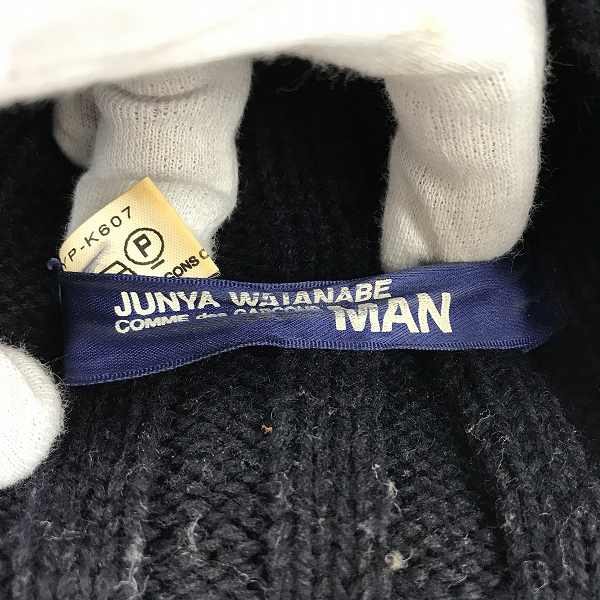 YP-K607
P
JUNYA WATANABE
COMME des GARÇONS MAN